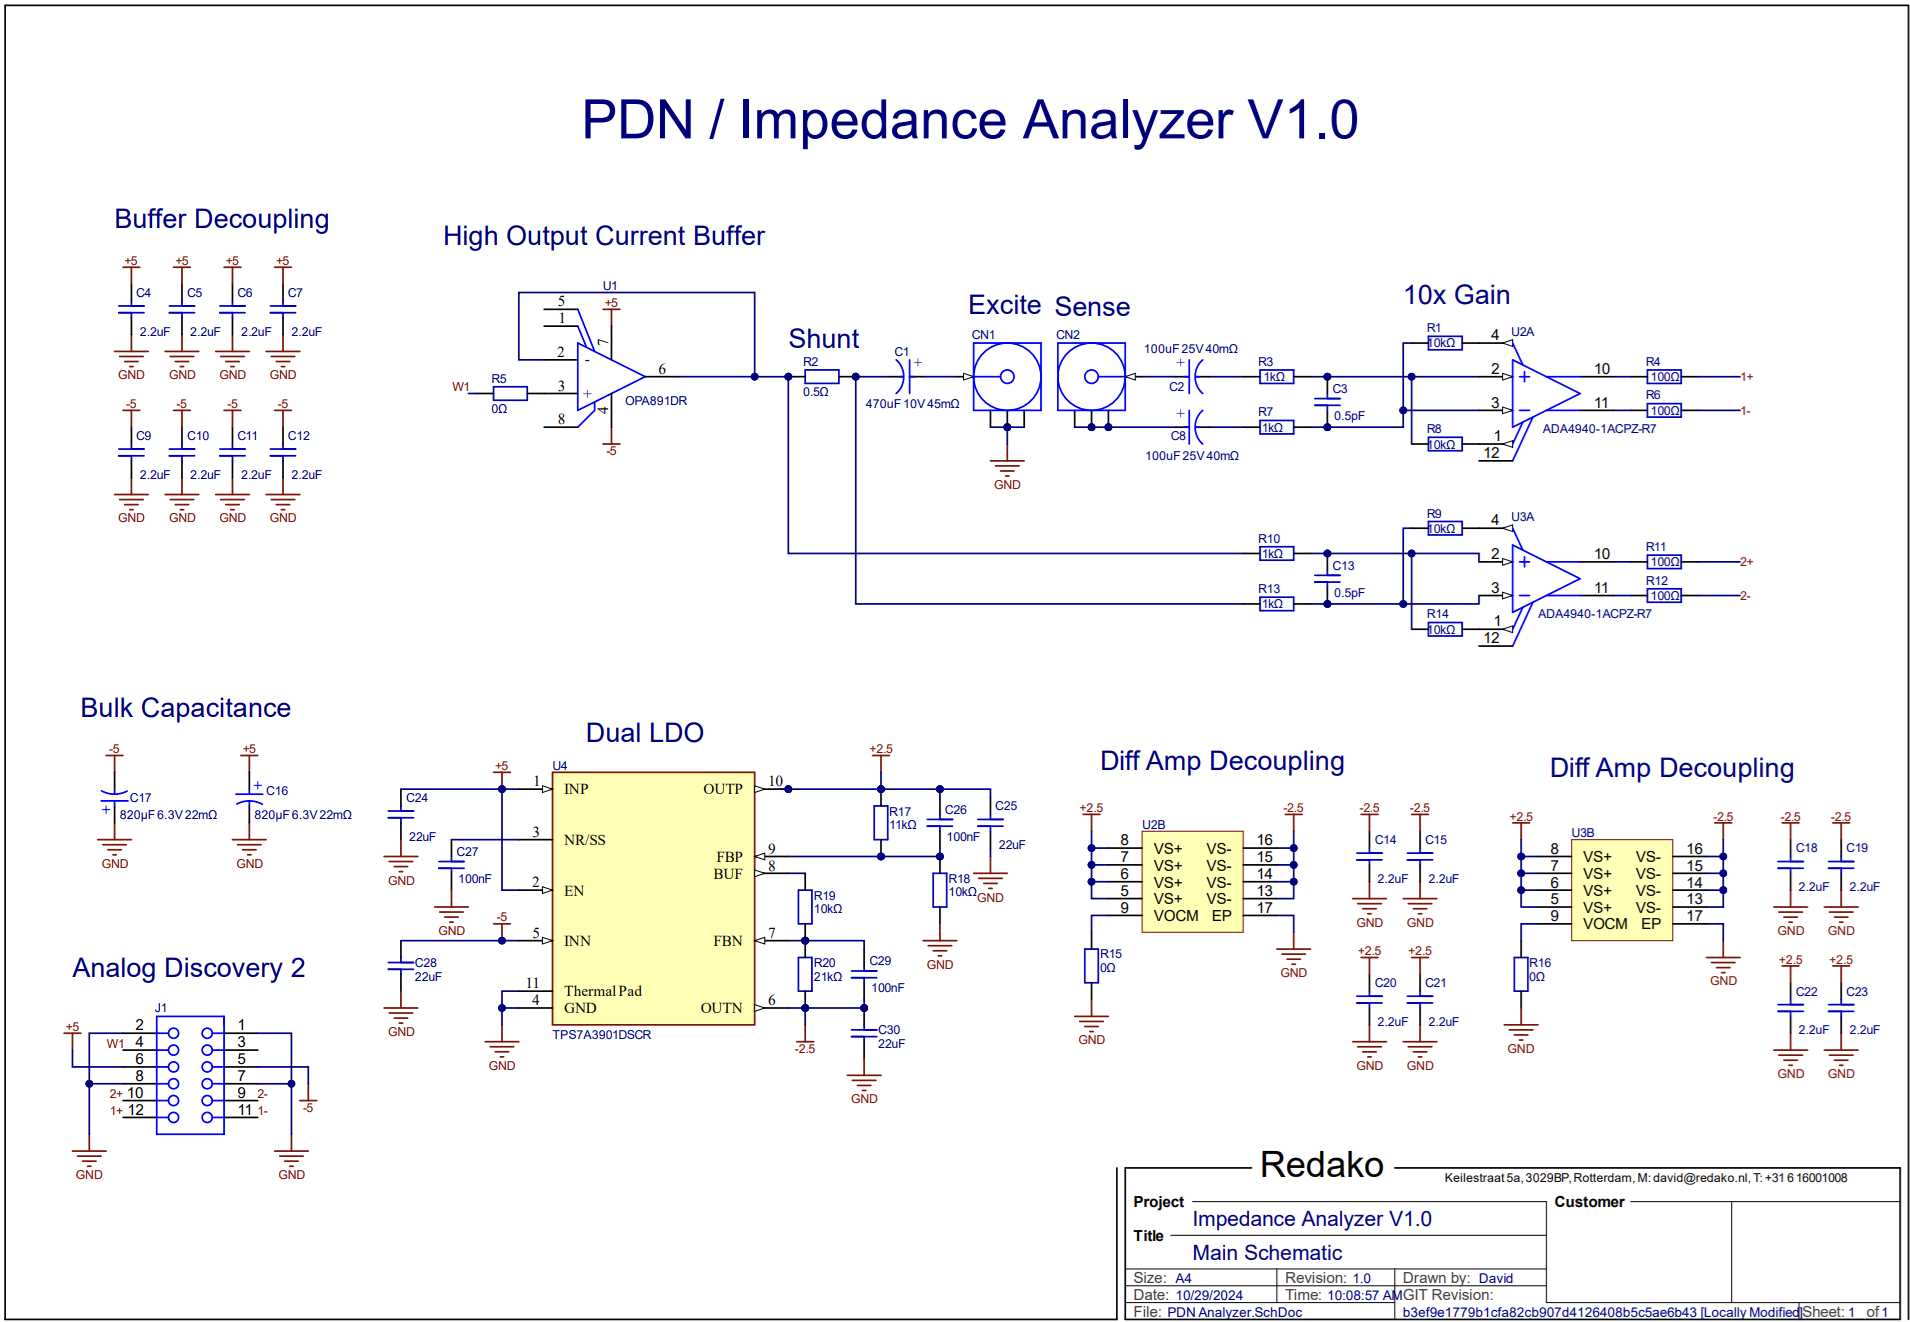 PDN / Impedance Analyzer V1.0
Buffer Decoupling
+5 +5 +5 +5
C4 C5 C6 C7
2.2uF 2.2uF 2.2uF 2.2uF
GND GND GND GND
-5 -5 -5 -5
C9 C10 C11 C12
2.2uF 2.2uF 2.2uF 2.2uF
GND GND GND GND
High Output Current Buffer
U1
+5
5
1
7
2
-
6
W1
R5
0Ω
3
+
OPA891DR
4
8
-5
Shunt
R2
0.5Ω
C1
+
470uF 10V 45mΩ
Excite
CN1
GND
Sense
CN2
100uF 25V 40mΩ
+
C2
+
C8
100uF 25V 40mΩ
R3
1kΩ
C3
0.5pF
R7
1kΩ
10x Gain
R1
10kΩ
4
U2A
2
+
3
−
R8
10kΩ
1
12
ADA4940-1ACPZ-R7
10
R4
100Ω
1+
11
R6
100Ω
1-
R10
1kΩ
C13
0.5pF
R13
1kΩ
R9
10kΩ
4
U3A
2
+
3
−
R14
10kΩ
1
12
ADA4940-1ACPZ-R7
10
R11
100Ω
2+
11
R12
100Ω
2-
Bulk Capacitance
-5
C17
+
820µF 6.3V 22mΩ
GND
+5
+
C16
820µF 6.3V 22mΩ
GND
Dual LDO
U4
+5
1 INP OUTP 10
3 NR/SS
FBP 9
BUF 8
2 EN
-5
5 INN FBN 7
11 Thermal Pad
4 GND OUTN 6
TPS7A3901DSCR
C24
22uF
GND
C27
100nF
GND
C28
22uF
GND
GND
+2.5
R17
11kΩ
C26
100nF
C25
22uF
GND
R18
10kΩ
GND
R19
10kΩ
R20
21kΩ
C29
100nF
-2.5
C30
22uF
GND
Diff Amp Decoupling
+2.5
U2B
-2.5
8 VS+ VS- 16
7 VS+ VS- 15
6 VS+ VS- 14
5 VS+ VS- 13
9 VOCM EP 17
R15
0Ω
GND
GND
-2.5 -2.5
C14 C15
2.2uF 2.2uF
GND GND
+2.5 +2.5
C20 C21
2.2uF 2.2uF
GND GND
Diff Amp Decoupling
+2.5
U3B
-2.5
8 VS+ VS- 16
7 VS+ VS- 15
6 VS+ VS- 14
5 VS+ VS- 13
9 VOCM EP 17
R16
0Ω
GND
GND
-2.5 -2.5
C18 C19
2.2uF 2.2uF
GND GND
+2.5 +2.5
C22 C23
2.2uF 2.2uF
GND GND
Analog Discovery 2
J1
+5
2 1
W1 4 3
6 5
8 7
2+ 10 9 2-
1+ 12 11 1-
-5
GND GND
Redako
Keilestraat 5a, 3029BP, Rotterdam, M: david@redako.nl, T: +31 6 16001008
Project
Impedance Analyzer V1.0
Customer
Title
Main Schematic
Size: A4 Revision: 1.0 Drawn by: David
Date: 10/29/2024 Time: 10:08:57 AM GIT Revision:
File: PDN Analyzer.SchDoc b3ef9e1779b1cfa82cb907d4126408b5c5ae6b43 [Locally Modified] Sheet: 1 of 1